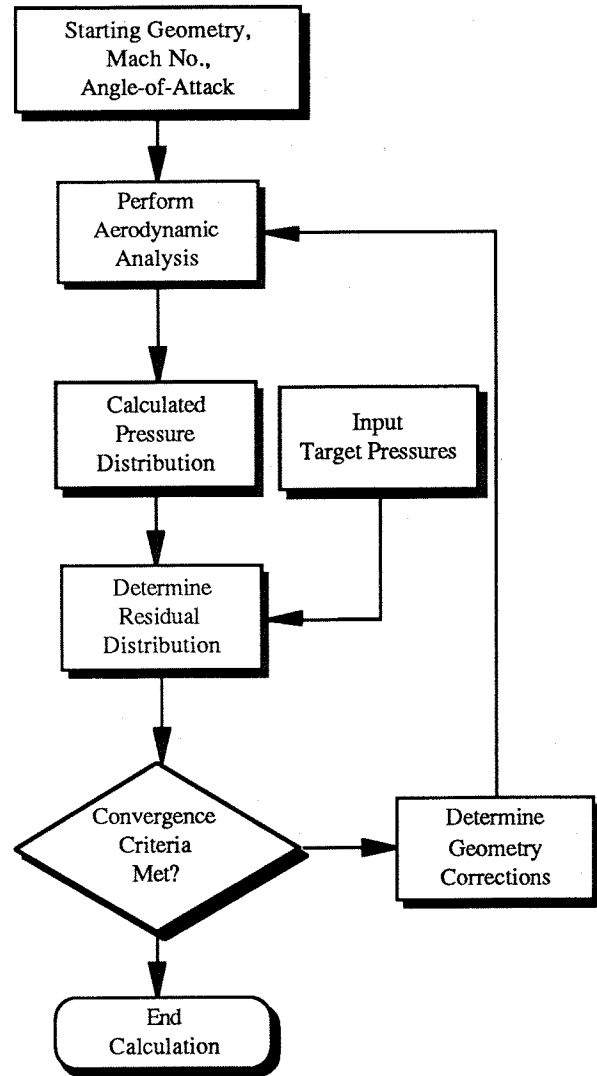 Starting Geometry,
Mach No.,
Angle-of-Attack
Perform
Aerodynamic
Analysis
Calculated
Pressure
Distribution
Input
Target Pressures
Determine
Residual
Distribution
Convergence
Criteria
Met?
Determine
Geometry
Corrections
End
Calculation